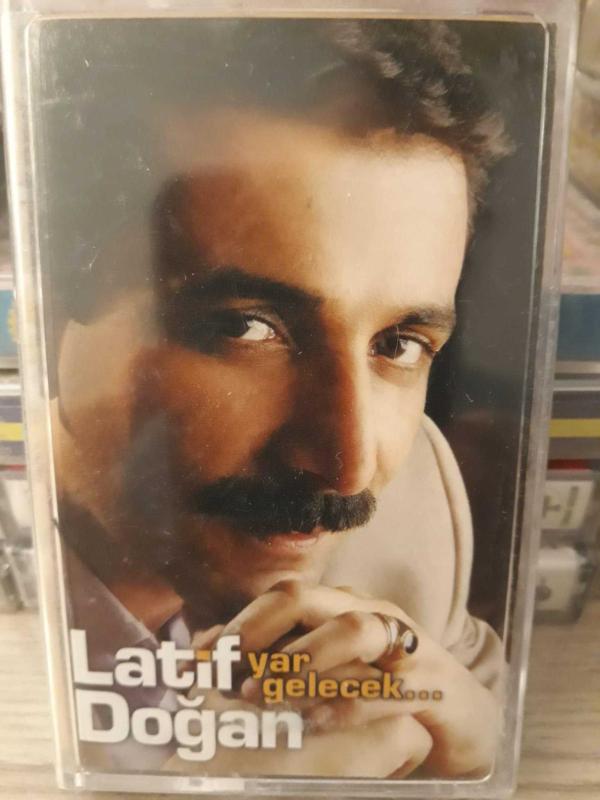 Latif
Doğan
yar
gelecek...